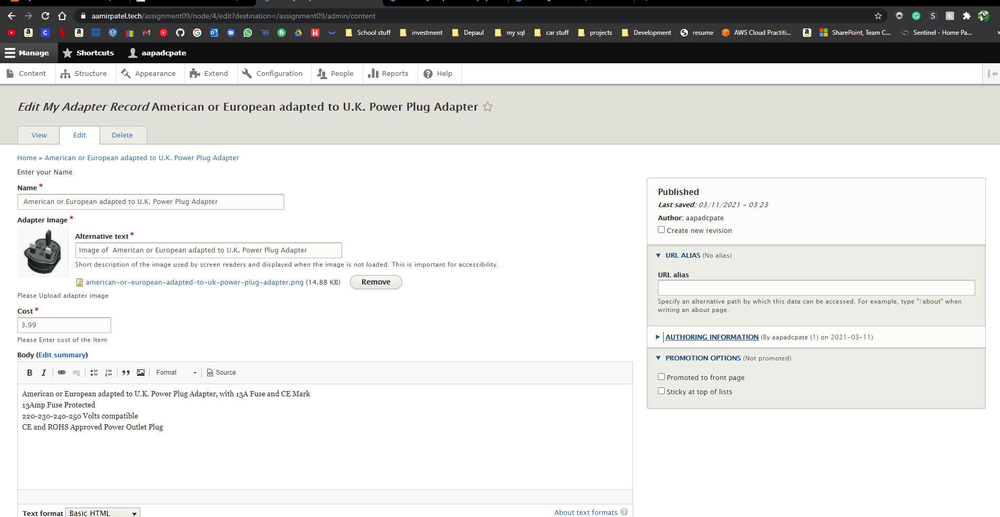 aamirpatel.tech/assignment09/node/4/edit?destination=/assignment09/admin/content
School stuff investment Depaul my sql car stuff projects Development resume AWS Cloud Practiti... SharePoint, Team C... Sentinel - Home Pa...
Manage Shortcuts aapadcpate
Content Structure Appearance Extend Configuration People Reports Help
Edit My Adapter Record American or European adapted to U.K. Power Plug Adapter
View Edit Delete
Home » American or European adapted to U.K. Power Plug Adapter
Enter your Name
Name *
American or European adapted to U.K. Power Plug Adapter
Adapter Image *
Alternative text *
Image of  American or European adapted to U.K. Power Plug Adapter
Short description of the image used by screen readers and displayed when the image is not loaded. This is important for accessibility.
american-or-european-adapted-to-uk-power-plug-adapter.png (14.88 KB) Remove
Please Upload adapter image
Cost *
3.99
Please Enter cost of the Item
Body (Edit summary)
B I Format Source
American or European adapted to U.K. Power Plug Adapter, with 13A Fuse and CE Mark
13Amp Fuse Protected
220-230-240-250 Volts compatible
CE and ROHS Approved Power Outlet Plug
Text format Basic HTML About text formats ?
Published
Last saved: 03/11/2021 - 03:23
Author: aapadcpate
Create new revision
URL ALIAS (No alias)
URL alias
Specify an alternative path by which this data can be accessed. For example, type "/about" when
writing an about page.
AUTHORING INFORMATION (By aapadcpate (1) on 2021-03-11)
PROMOTION OPTIONS (Not promoted)
Promoted to front page
Sticky at top of lists